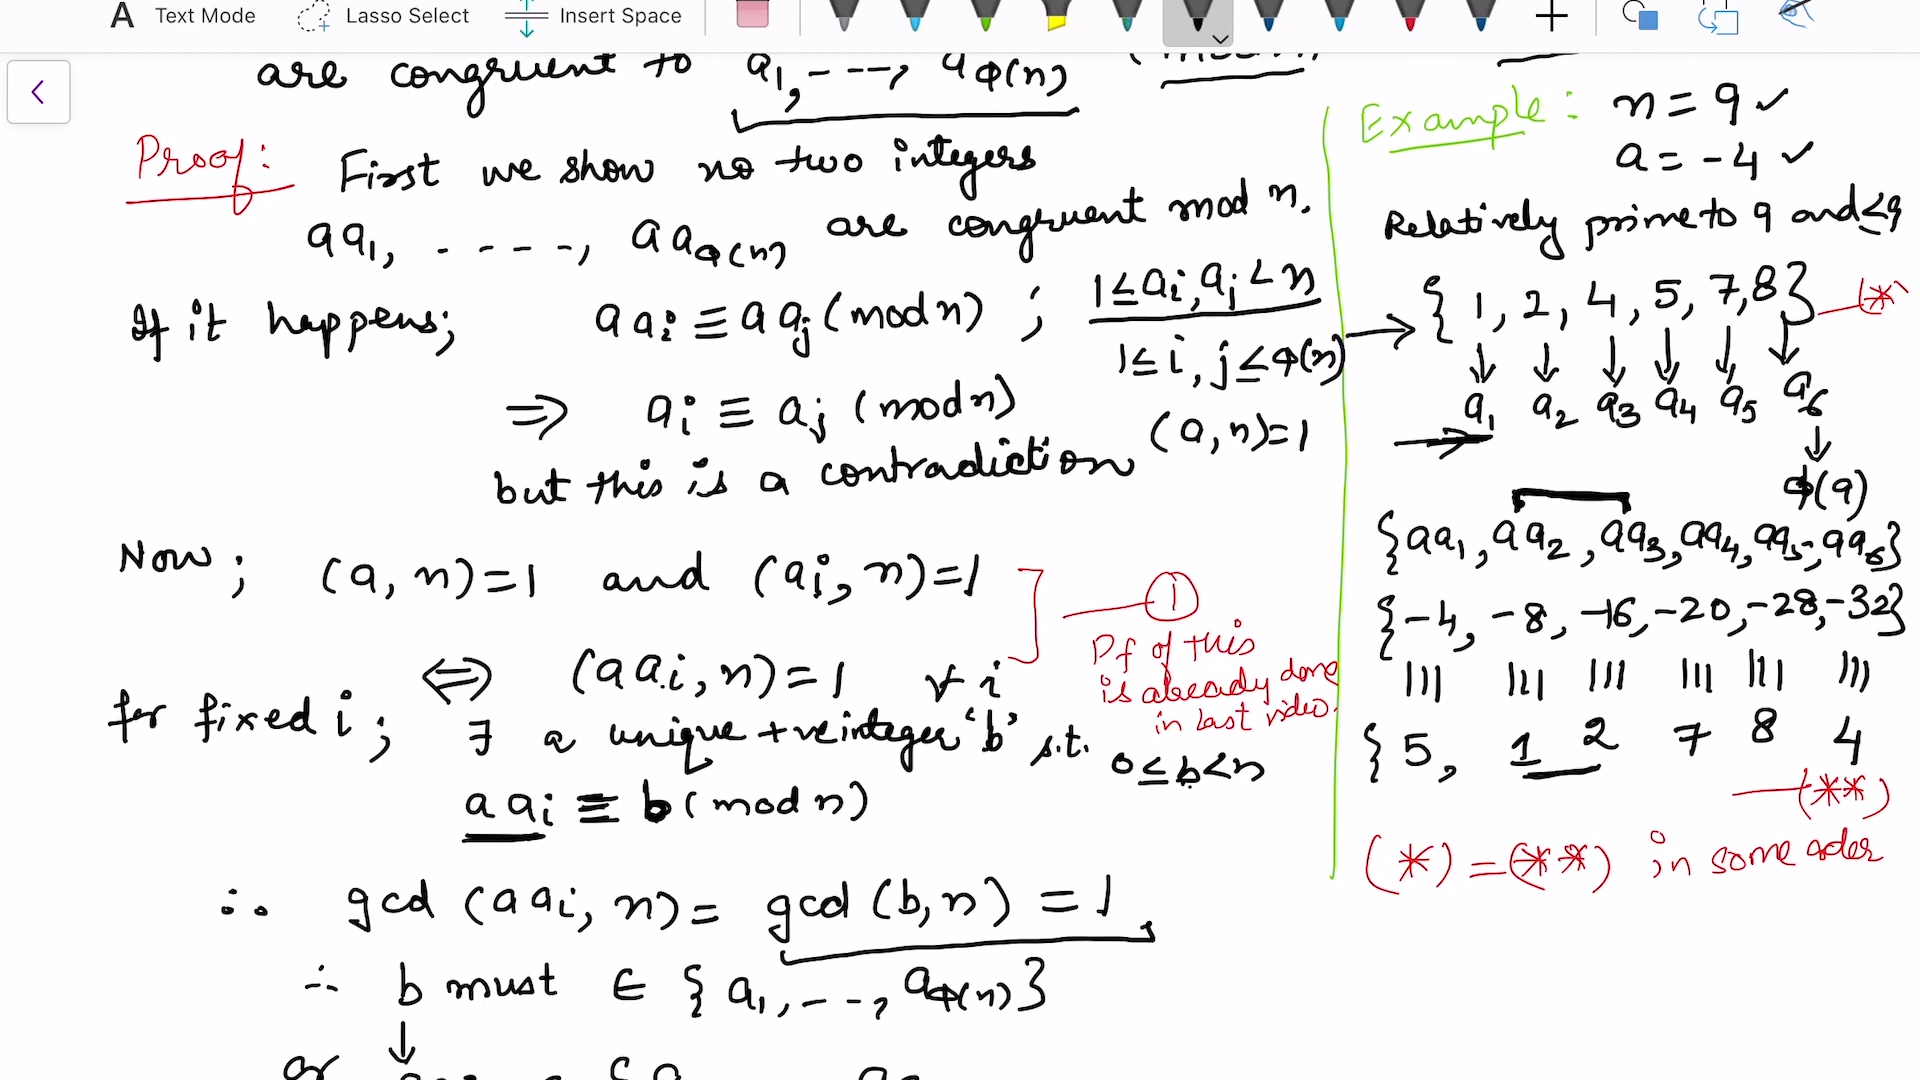 Text Mode Lasso Select Insert Space
are congruent to a₁, - - -, a_φ(n)
Proof: First we show no two integers
aa₁, - - - -, aa_φ(n) are congruent mod n.
If it happens; aaᵢ ≡ aaⱼ (mod n) ; 1≤aᵢ,aⱼ<n
1≤i,j≤φ(n)
⇒ aᵢ ≡ aⱼ (mod n)
(a,n)=1
but this is a contradiction
Now; (a,n)=1 and (aᵢ,n)=1
⇔ (aaᵢ,n)=1 ∀ i
①
Pf of this
is already done
in last video.
for fixed i; ∃ a unique +ve integer 'b' s.t.
0≤b<n
aaᵢ ≡ b (mod n)
∴ gcd (aaᵢ, n) = gcd (b,n) = 1
∴ b must ∈ {a₁, - - -, a_φ(n)}
↓
or
Example: n = 9 ✓
a = -4 ✓
Relatively prime to 9 and ≤9
→ {1, 2, 4, 5, 7, 8} —(*)
↓ ↓ ↓ ↓ ↓ ↓
a₁ a₂ a₃ a₄ a₅ a₆
↓
φ(9)
{aa₁, aa₂, aa₃, aa₄, aa₅, aa₆}
{-4, -8, -16, -20, -28, -32}
||| ||| ||| ||| ||| |||
{5, 1 2 7 8 4
—(**)
(*) = (**) in some order